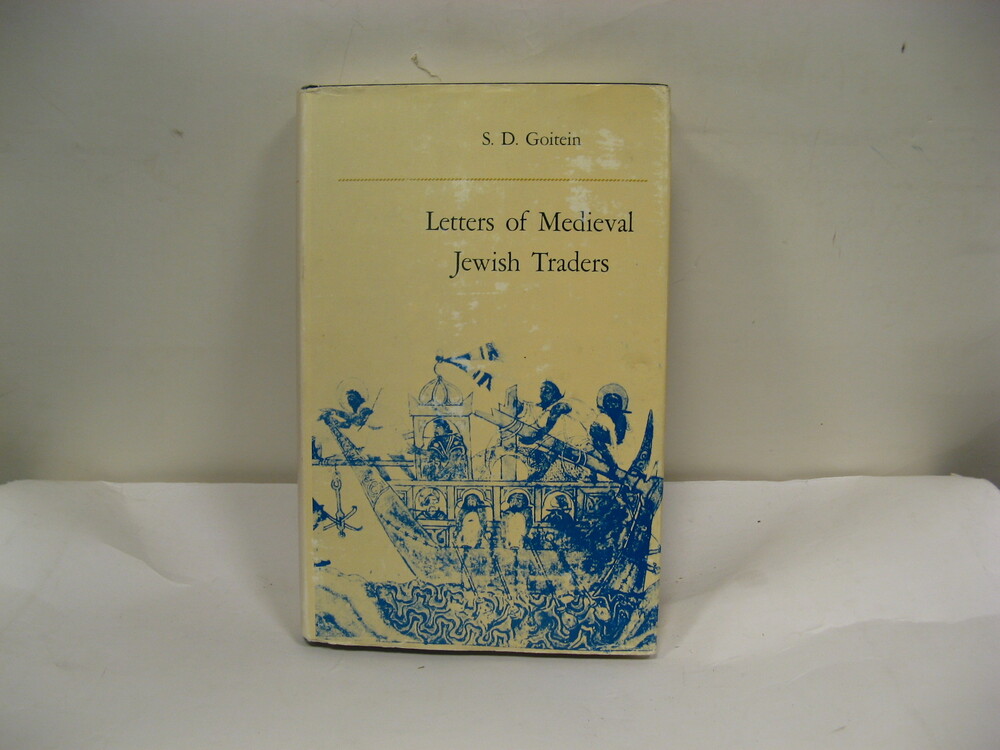 S. D. Goitein
Letters of Medieval
Jewish Traders